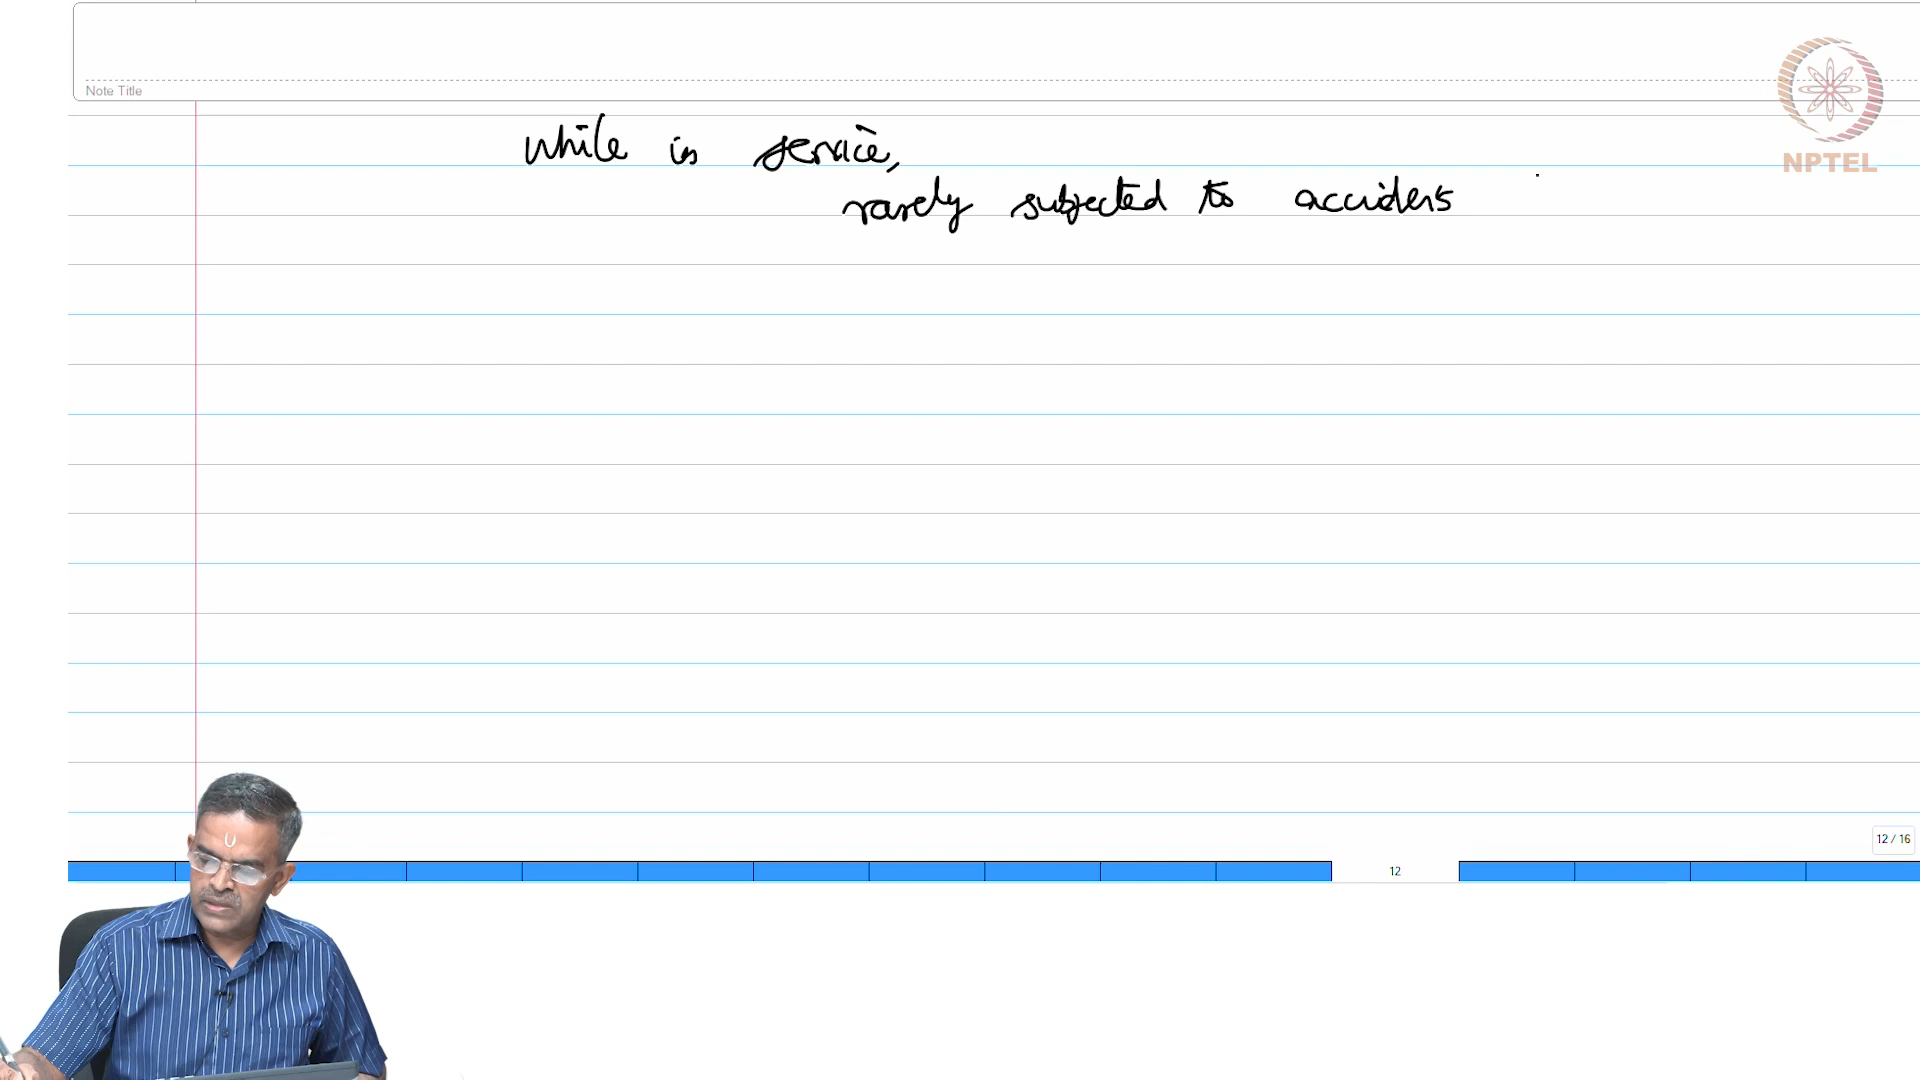 Note Title
NPTEL
While in service,
rarely subjected to accidents
12 / 16
12